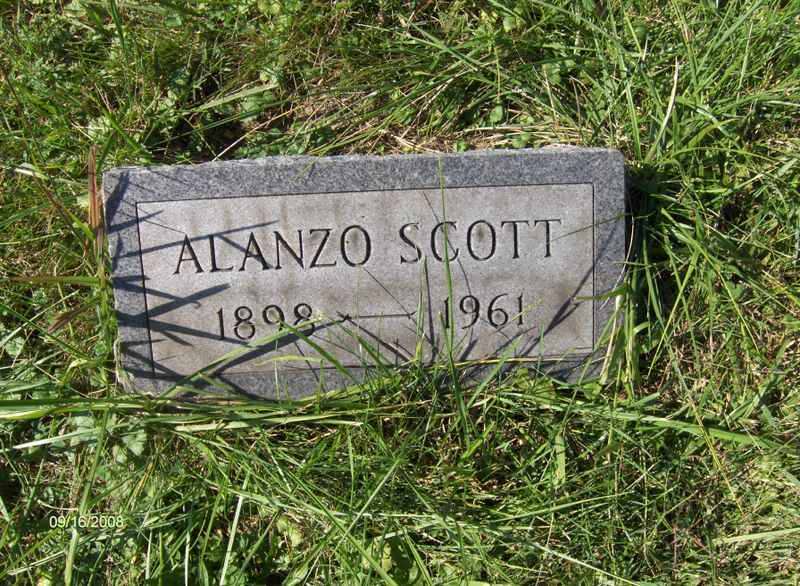 ALANZO SCOTT
1898 — 1961
09/16/2008